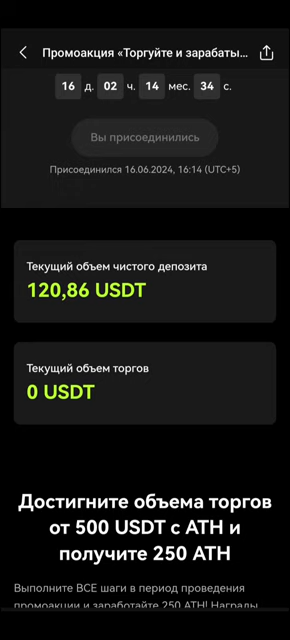 Промоакция «Торгуйте и зарабаты...
16 д. 02 ч. 14 мес. 34 с.
Вы присоединились
Присоединился 16.06.2024, 16:14 (UTC+5)
Текущий объем чистого депозита
120,86 USDT
Текущий объем торгов
0 USDT
Достигните объема торгов
от 500 USDT с ATH и
получите 250 ATH
Выполните ВСЕ шаги в период проведения
промоакции и заработайте 250 ATH! Награды